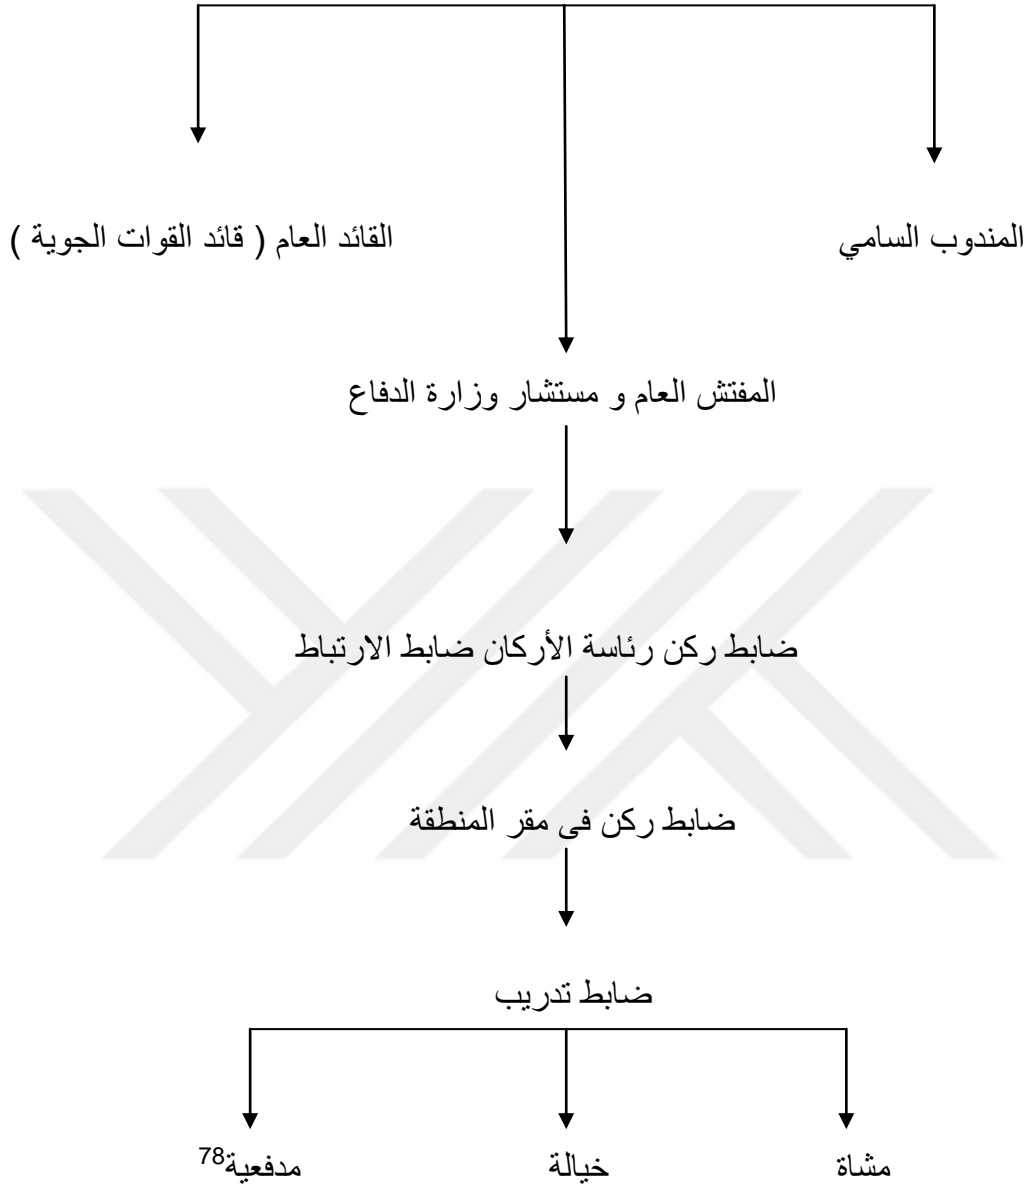 المندوب السامي
القائد العام ( قائد القوات الجوية )
المفتش العام و مستشار وزارة الدفاع
ضابط ركن رئاسة الأركان ضابط الارتباط
ضابط ركن في مقر المنطقة
ضابط تدريب
مشاة
خيالة
مدفعية78